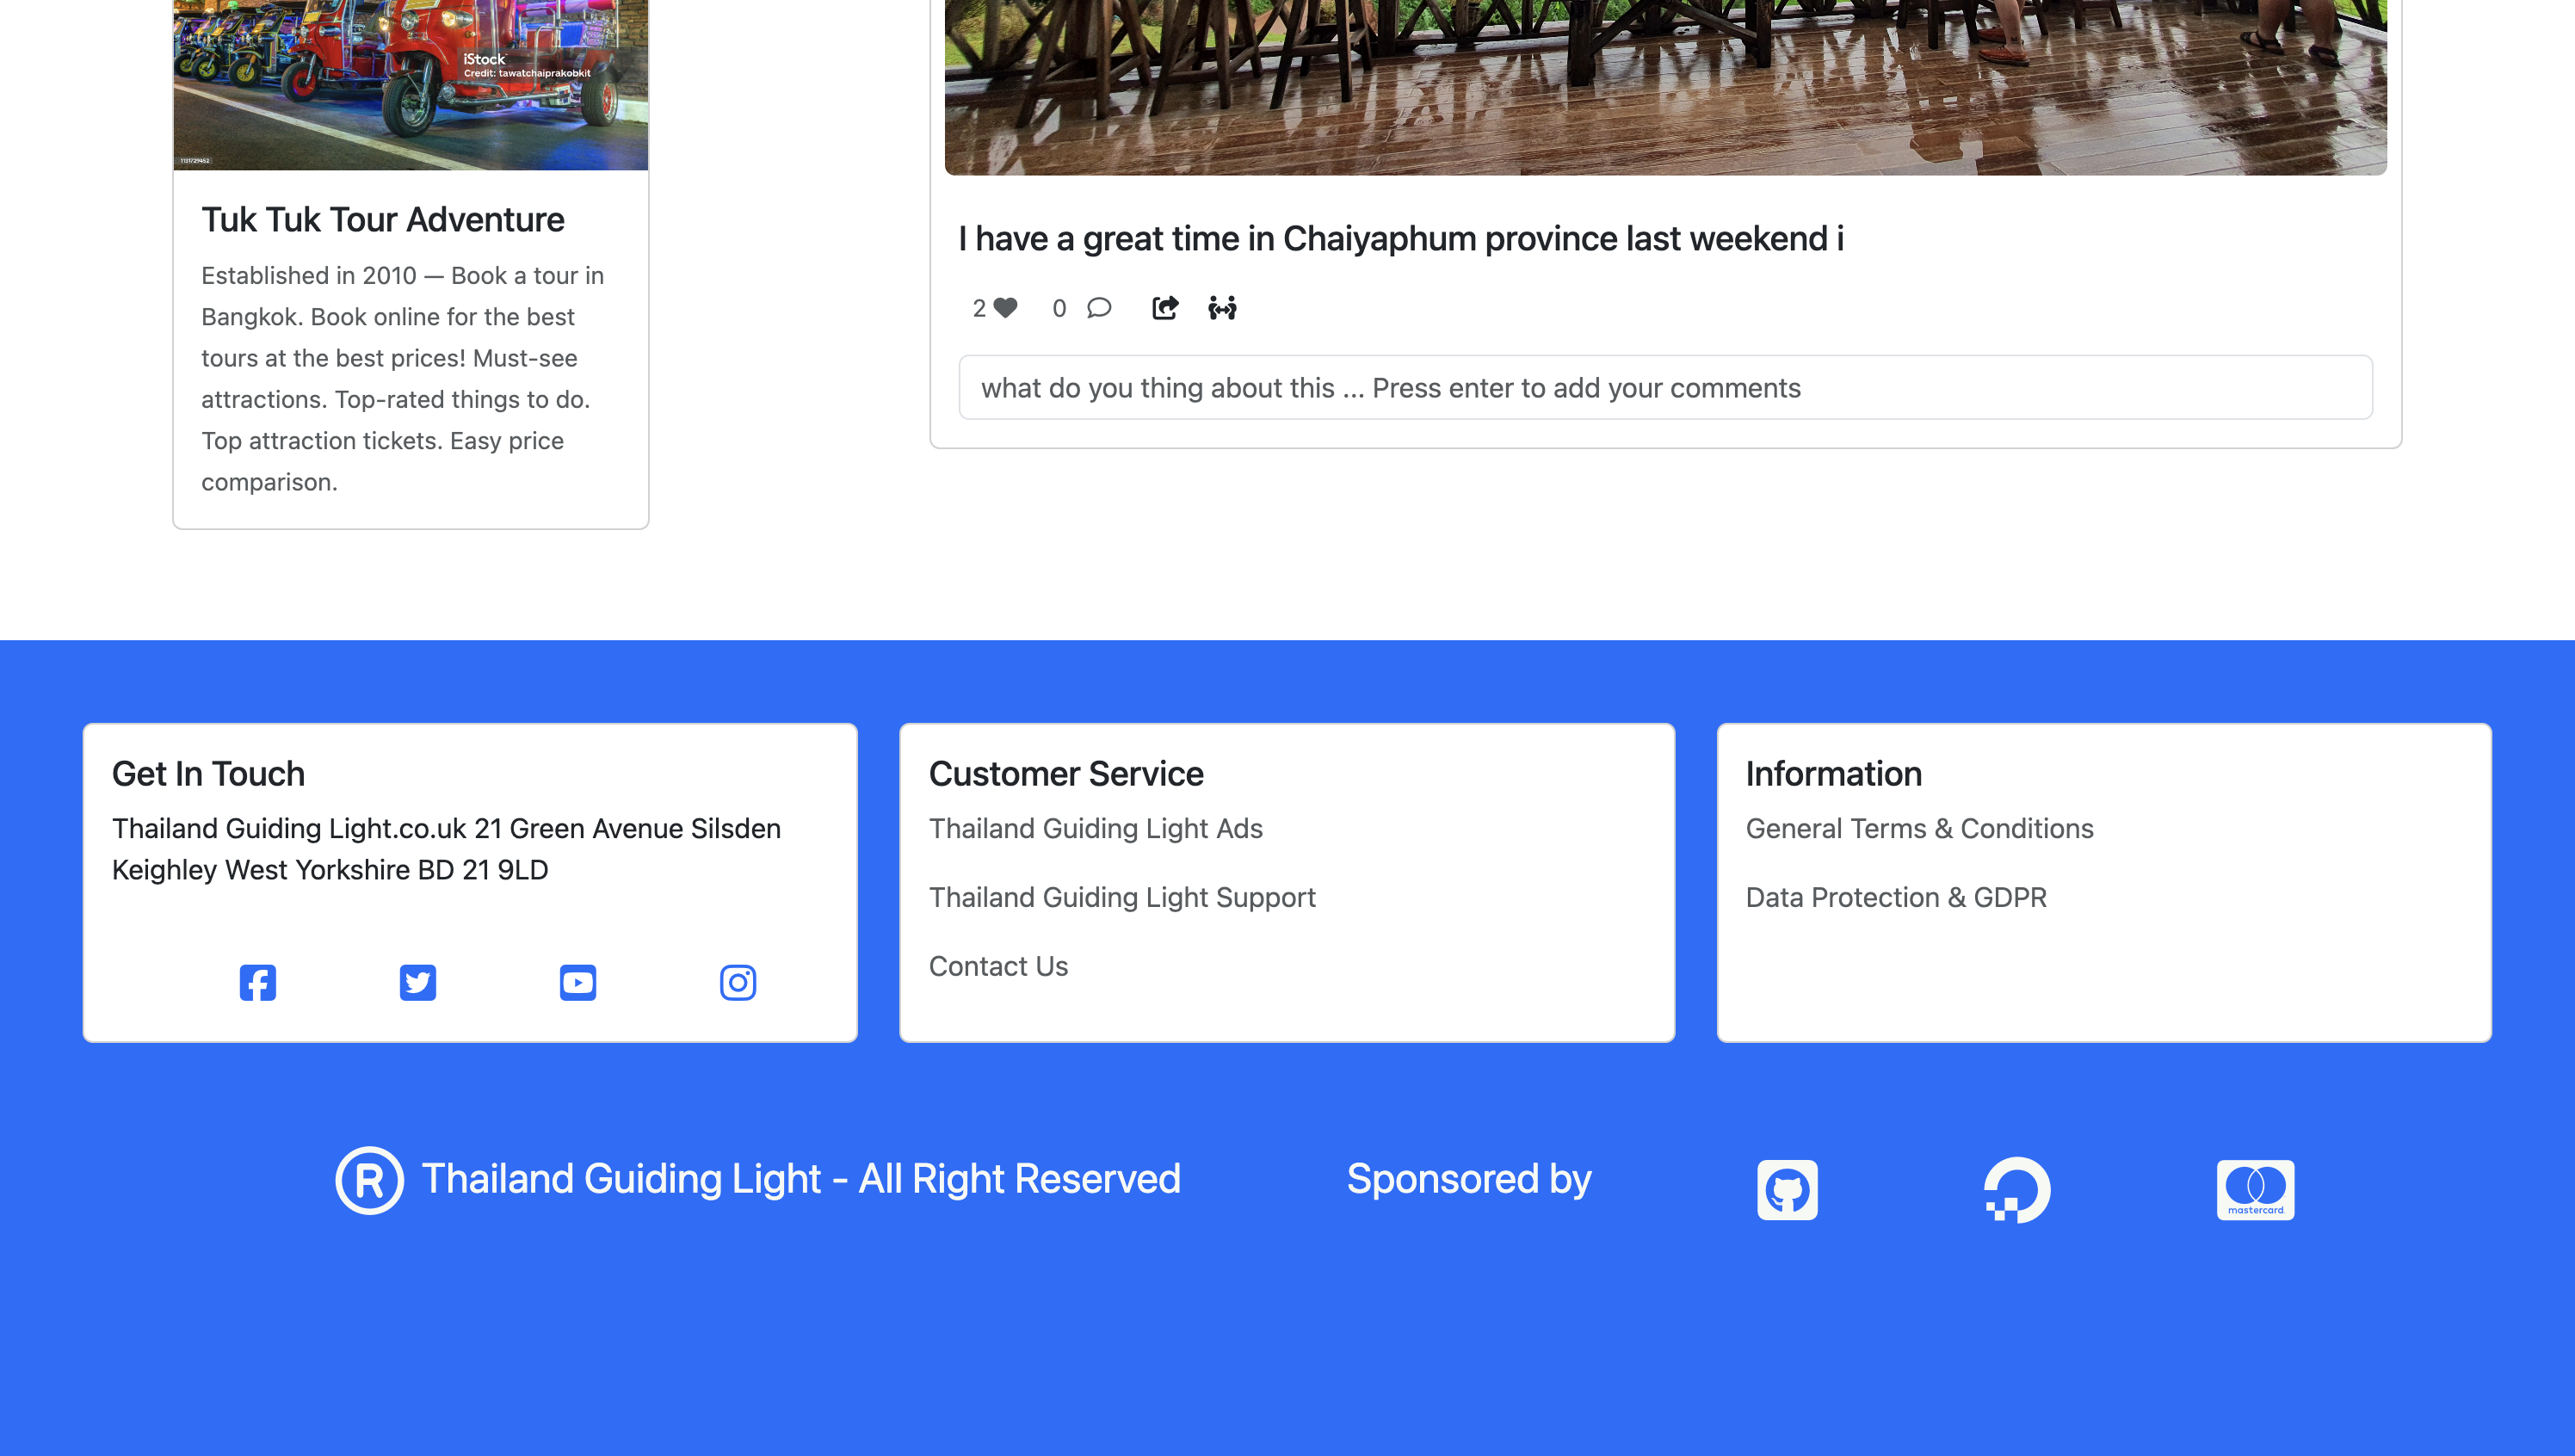 iStock
Credit: tawatchaiprakobkit
1131729452
Tuk Tuk Tour Adventure
Established in 2010 — Book a tour in
Bangkok. Book online for the best
tours at the best prices! Must-see
attractions. Top-rated things to do.
Top attraction tickets. Easy price
comparison.
I have a great time in Chaiyaphum province last weekend i
2 0
what do you thing about this ... Press enter to add your comments
Get In Touch
Thailand Guiding Light.co.uk 21 Green Avenue Silsden
Keighley West Yorkshire BD 21 9LD
Customer Service
Thailand Guiding Light Ads
Thailand Guiding Light Support
Contact Us
Information
General Terms & Conditions
Data Protection & GDPR
® Thailand Guiding Light - All Right Reserved
Sponsored by
mastercard